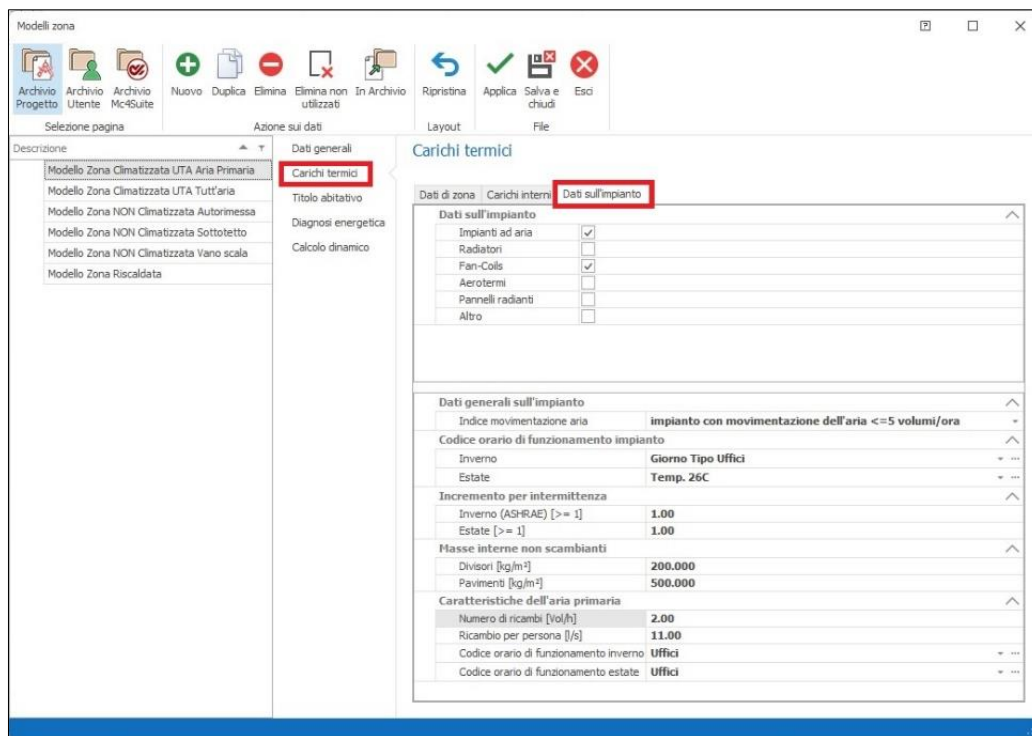 Modelli zona
Archivio Progetto
Archivio Utente
Archivio Mc4Suite
Nuovo
Duplica
Elimina
Elimina non utilizzati
In Archivio
Ripristina
Applica
Salva e chiudi
Esci
Selezione pagina
Azione sui dati
Layout
File
Descrizione
Modello Zona Climatizzata UTA Aria Primaria
Modello Zona Climatizzata UTA Tutt'aria
Modello Zona NON Climatizzata Autorimessa
Modello Zona NON Climatizzata Sottotetto
Modello Zona NON Climatizzata Vano scala
Modello Zona Riscaldata
Dati generali
Carichi termici
Titolo abitativo
Diagnosi energetica
Calcolo dinamico
Carichi termici
Dati di zona Carichi interni Dati sull'impianto
Dati sull'impianto
Impianti ad aria
Radiatori
Fan-Coils
Aerotermi
Pannelli radianti
Altro
Dati generali sull'impianto
Indice movimentazione aria impianto con movimentazione dell'aria <=5 volumi/ora
Codice orario di funzionamento impianto
Inverno Giorno Tipo Uffici
Estate Temp. 26C
Incremento per intermittenza
Inverno (ASHRAE) [>= 1] 1.00
Estate [>= 1] 1.00
Masse interne non scambianti
Divisori [kg/m²] 200.000
Pavimenti [kg/m²] 500.000
Caratteristiche dell'aria primaria
Numero di ricambi [Vol/h] 2.00
Ricambio per persona [l/s] 11.00
Codice orario di funzionamento inverno Uffici
Codice orario di funzionamento estate Uffici